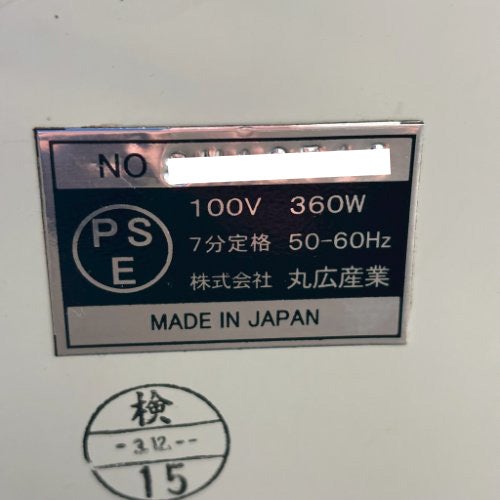 NO
PS
E
100V 360W
7分定格 50-60Hz
株式会社 丸広産業
MADE IN JAPAN
検
-3.12.--
15